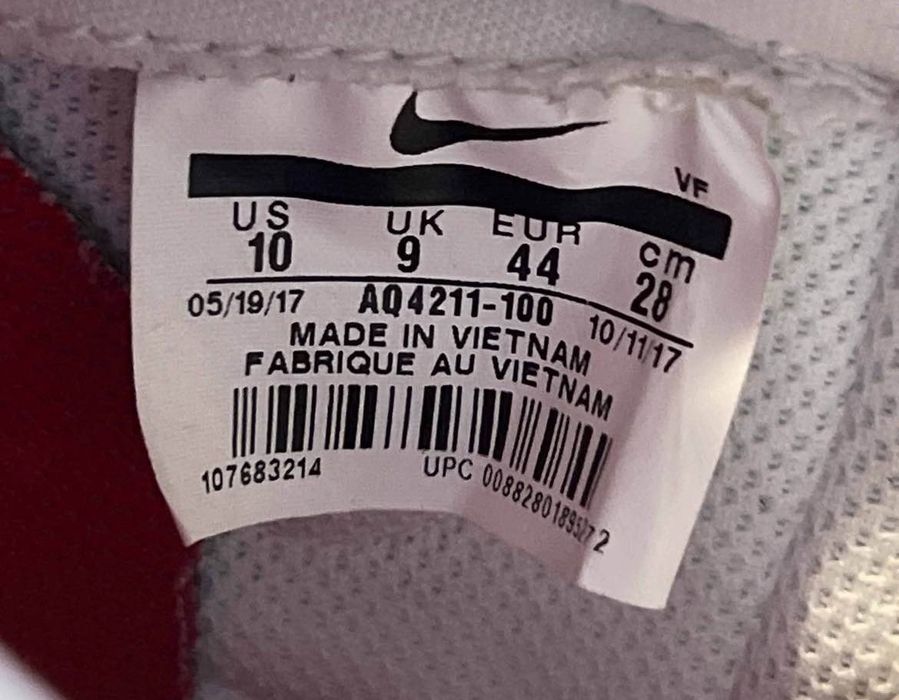 VF
US UK EUR cm
10 9 44 28
05/19/17 AQ4211-100 10/11/17
MADE IN VIETNAM
FABRIQUE AU VIETNAM
107683214 UPC 00882801895272